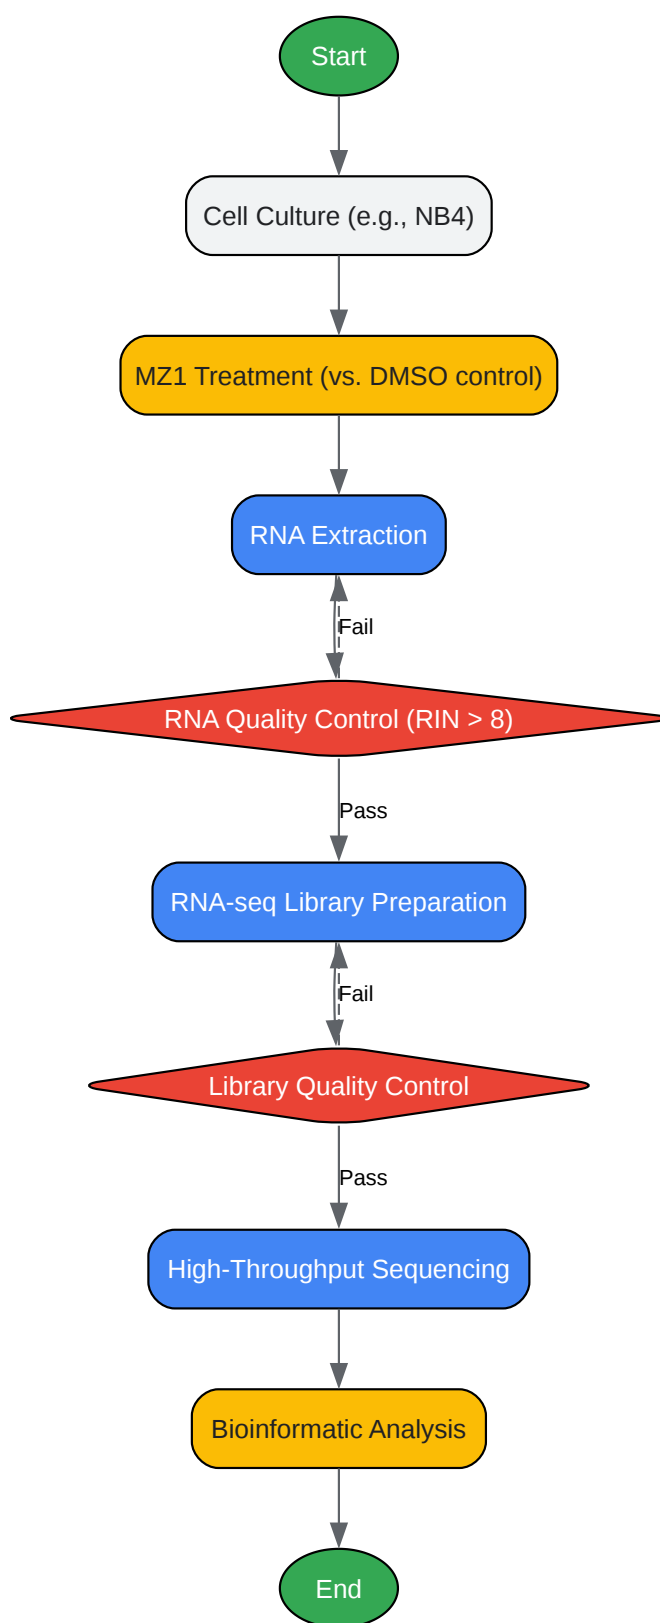 Start
Cell Culture (e.g., NB4)
MZ1 Treatment (vs. DMSO control)
RNA Extraction
Fail
RNA Quality Control (RIN > 8)
Pass
RNA-seq Library Preparation
Fail
Library Quality Control
Pass
High-Throughput Sequencing
Bioinformatic Analysis
End